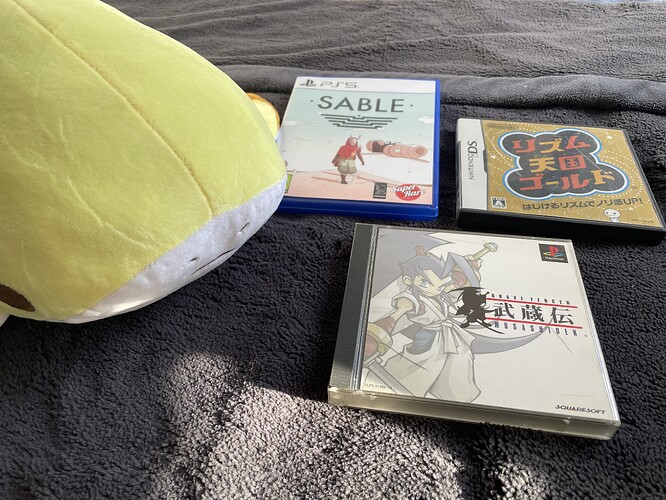 PS5
SABLE
Super
Rare
NINTENDO DS
リズム
天国
ゴールド
はじけるリズムでノリ感UP!
PlayStation
BRAVE FENCER
武蔵伝
MUSASHIDEN
SQUARESOFT